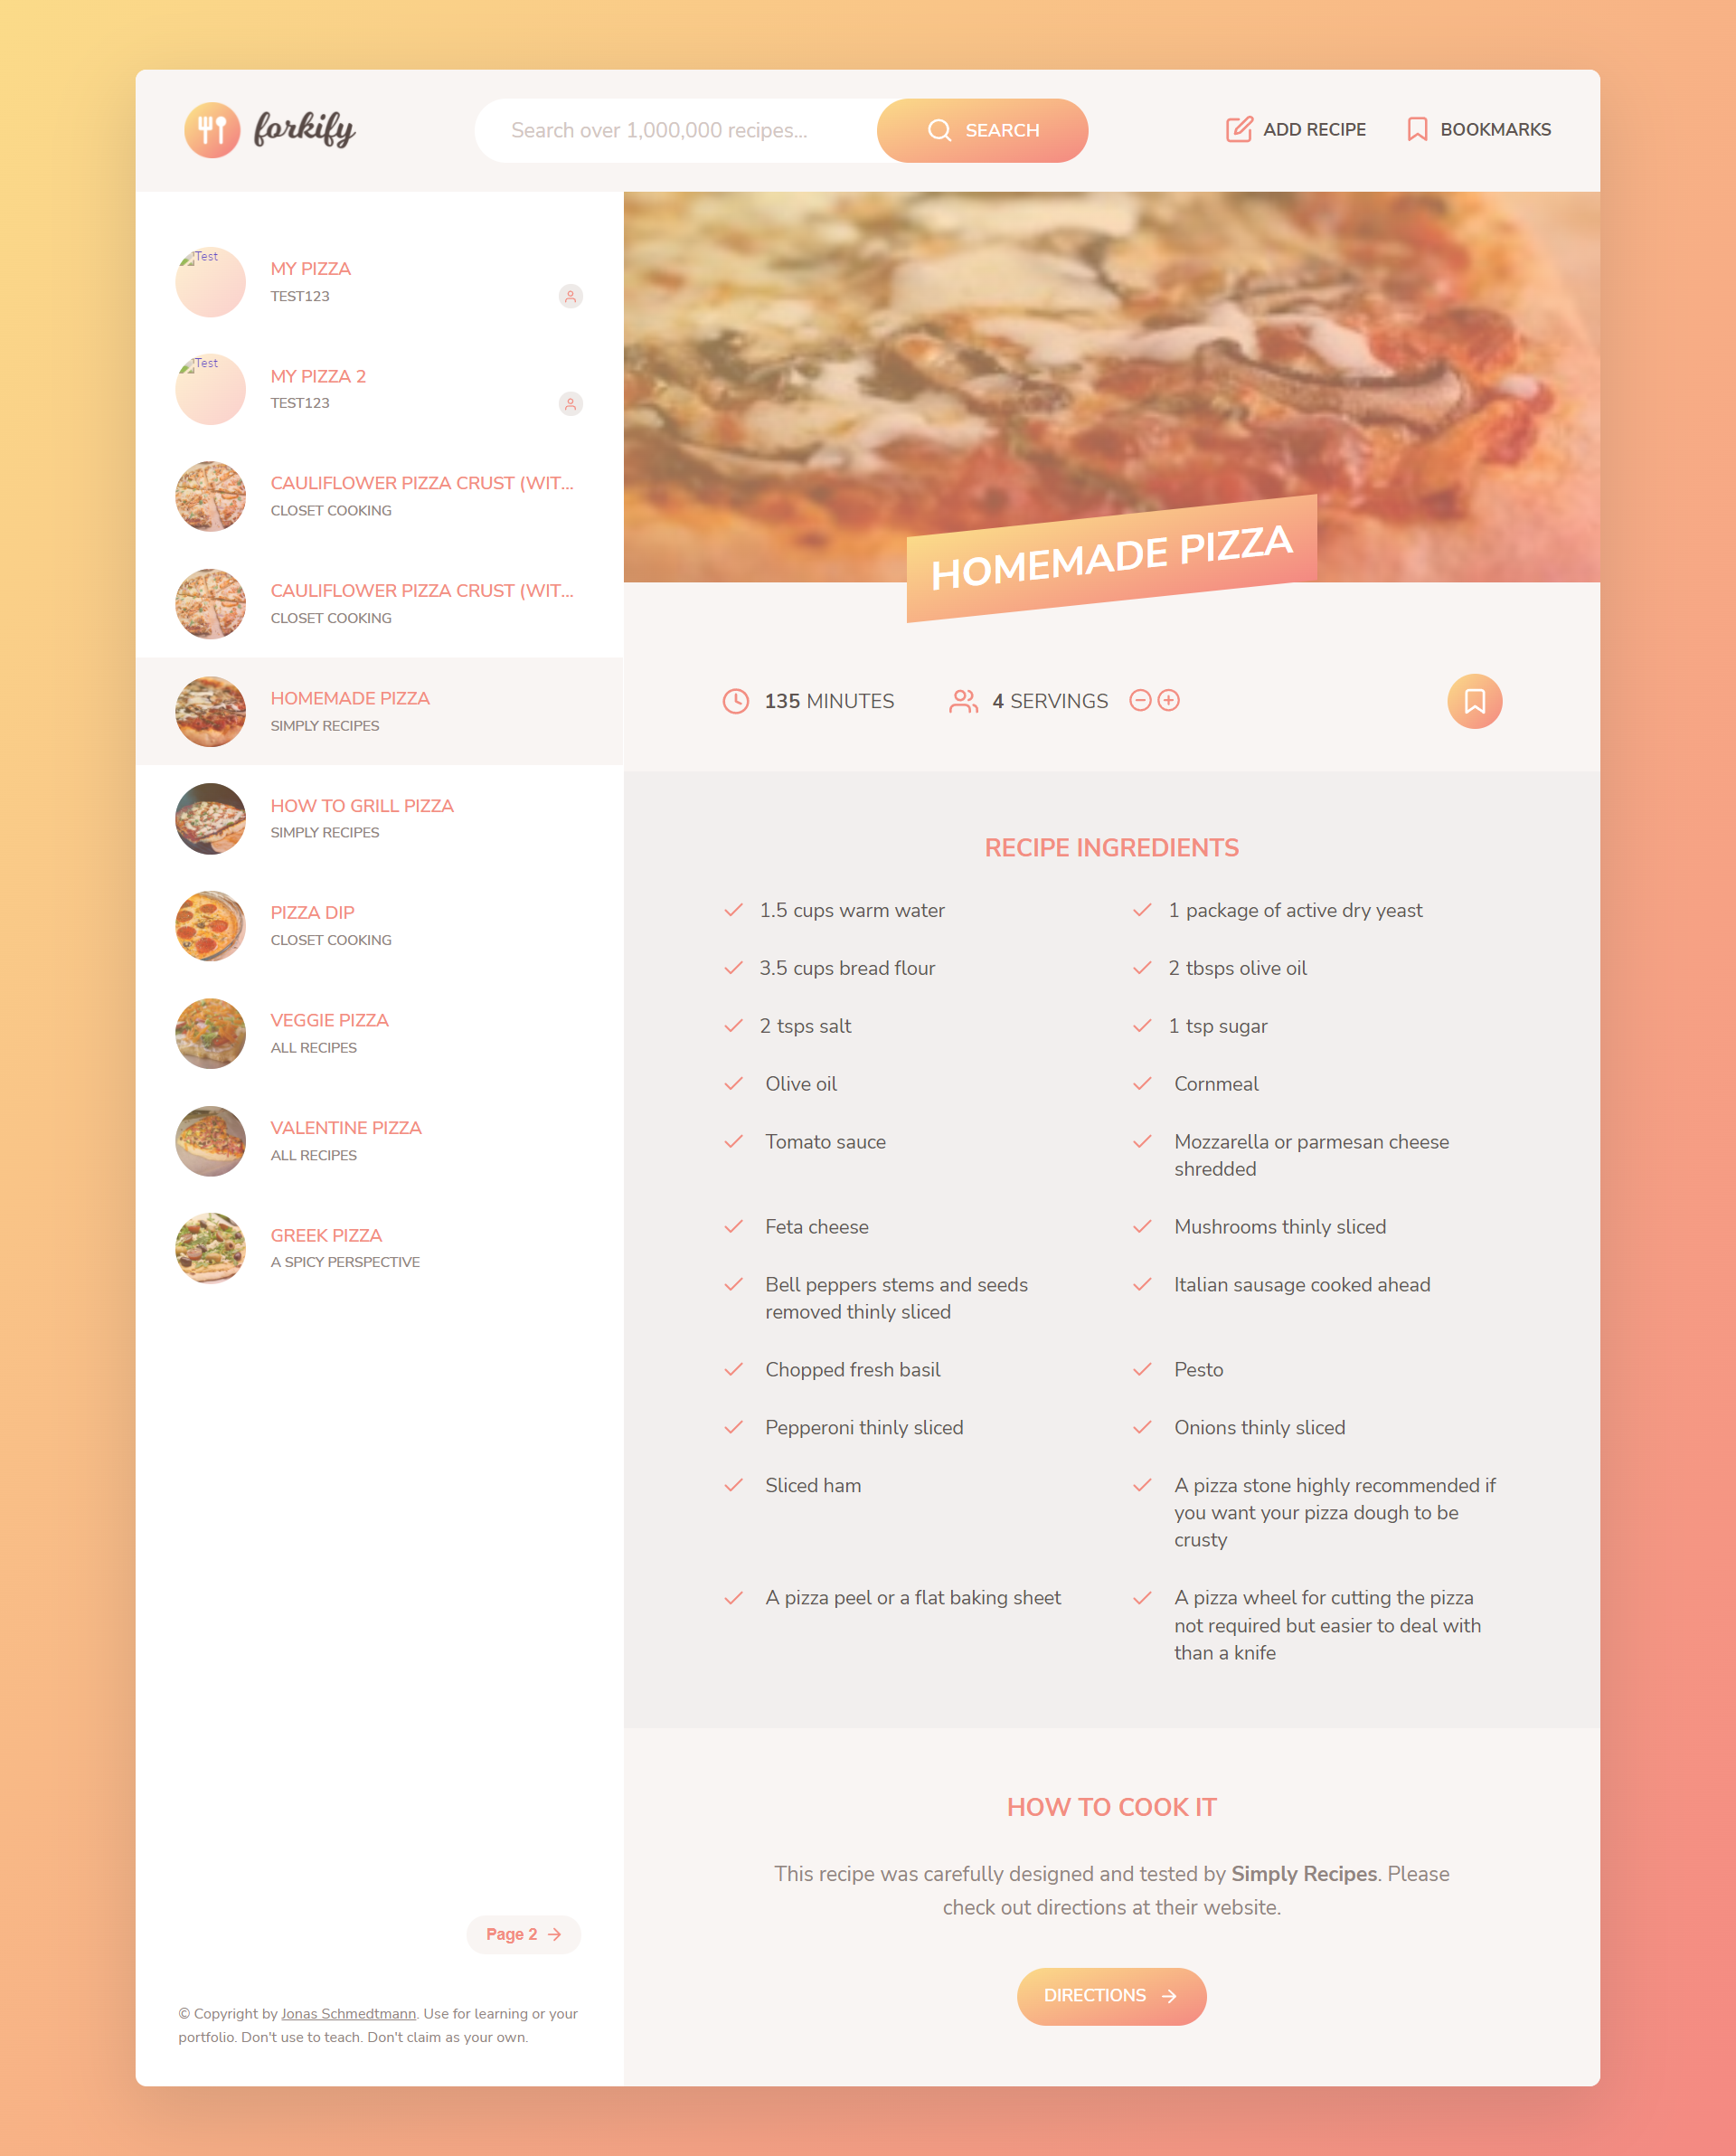 forkify
Search over 1,000,000 recipes...
SEARCH
ADD RECIPE
BOOKMARKS
Test
MY PIZZA
TEST123
Test
MY PIZZA 2
TEST123
CAULIFLOWER PIZZA CRUST (WIT...
CLOSET COOKING
CAULIFLOWER PIZZA CRUST (WIT...
CLOSET COOKING
HOMEMADE PIZZA
SIMPLY RECIPES
HOW TO GRILL PIZZA
SIMPLY RECIPES
PIZZA DIP
CLOSET COOKING
VEGGIE PIZZA
ALL RECIPES
VALENTINE PIZZA
ALL RECIPES
GREEK PIZZA
A SPICY PERSPECTIVE
Page 2
© Copyright by Jonas Schmedtmann. Use for learning or your
portfolio. Don't use to teach. Don't claim as your own.
HOMEMADE PIZZA
135 MINUTES
4 SERVINGS
RECIPE INGREDIENTS
1.5 cups warm water
1 package of active dry yeast
3.5 cups bread flour
2 tbsps olive oil
2 tsps salt
1 tsp sugar
Olive oil
Cornmeal
Tomato sauce
Mozzarella or parmesan cheese
shredded
Feta cheese
Mushrooms thinly sliced
Bell peppers stems and seeds
removed thinly sliced
Italian sausage cooked ahead
Chopped fresh basil
Pesto
Pepperoni thinly sliced
Onions thinly sliced
Sliced ham
A pizza stone highly recommended if
you want your pizza dough to be
crusty
A pizza peel or a flat baking sheet
A pizza wheel for cutting the pizza
not required but easier to deal with
than a knife
HOW TO COOK IT
This recipe was carefully designed and tested by Simply Recipes. Please
check out directions at their website.
DIRECTIONS